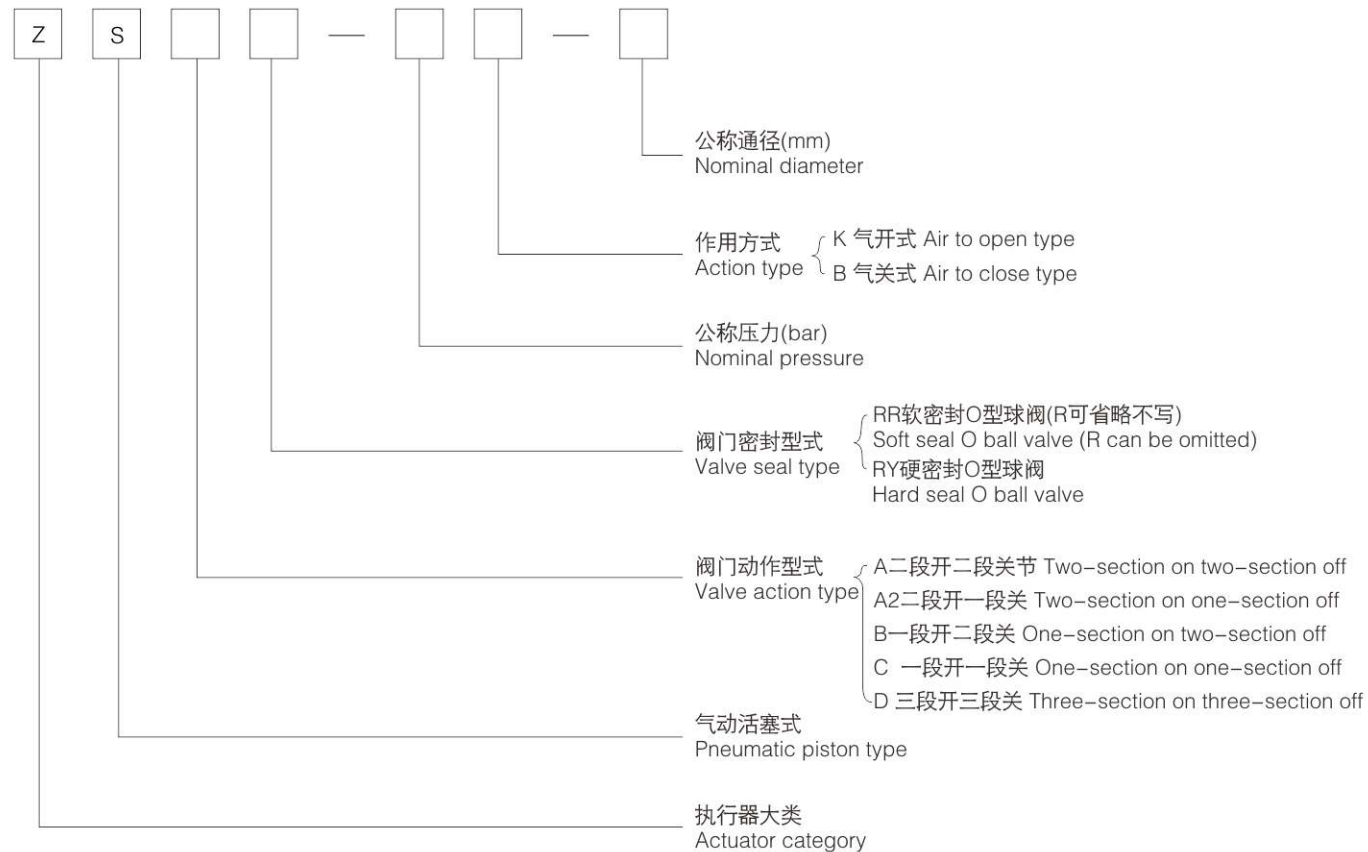 Z S — —
公称通径(mm)
Nominal diameter
作用方式
Action type
K 气开式 Air to open type
B 气关式 Air to close type
公称压力(bar)
Nominal pressure
阀门密封型式
Valve seal type
RR软密封O型球阀(R可省略不写)
Soft seal O ball valve (R can be omitted)
RY硬密封O型球阀
Hard seal O ball valve
阀门动作型式
Valve action type
A二段开二段关节 Two-section on two-section off
A2二段开一段关 Two-section on one-section off
B一段开二段关 One-section on two-section off
C 一段开一段关 One-section on one-section off
D 三段开三段关 Three-section on three-section off
气动活塞式
Pneumatic piston type
执行器大类
Actuator category